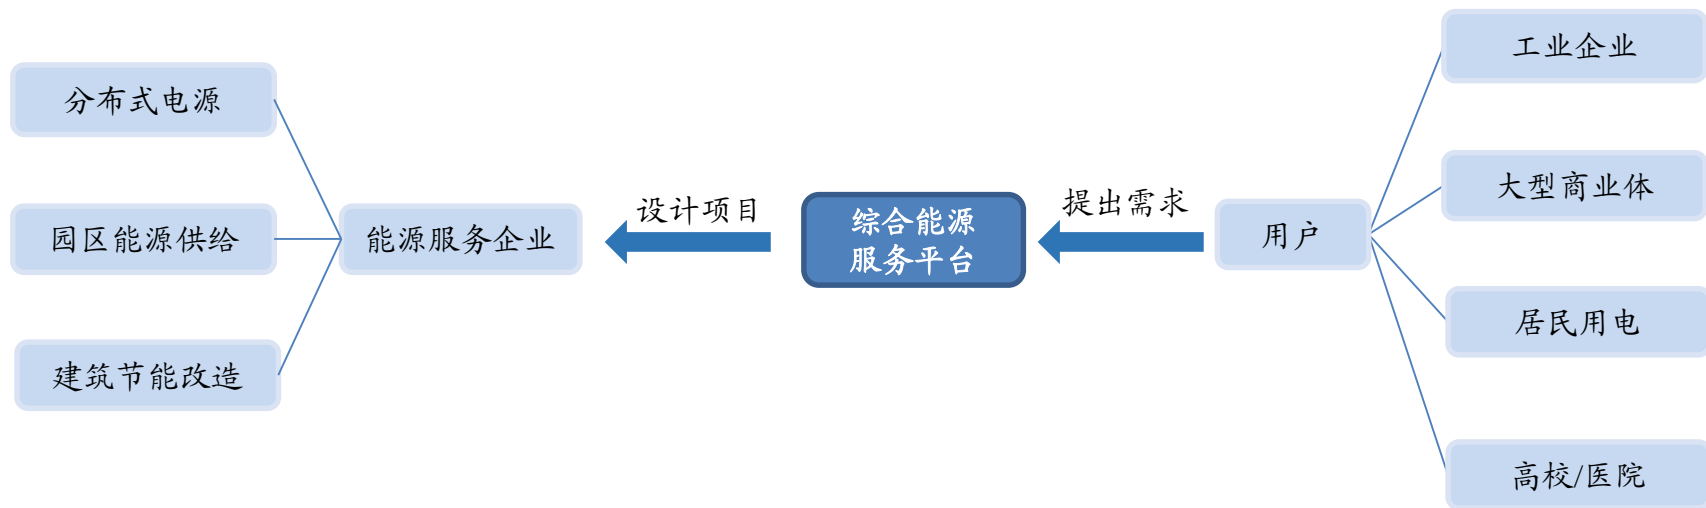 工业企业
分布式电源
大型商业体
设计项目
提出需求
园区能源供给
能源服务企业
综合能源
服务平台
用户
居民用电
建筑节能改造
高校/医院